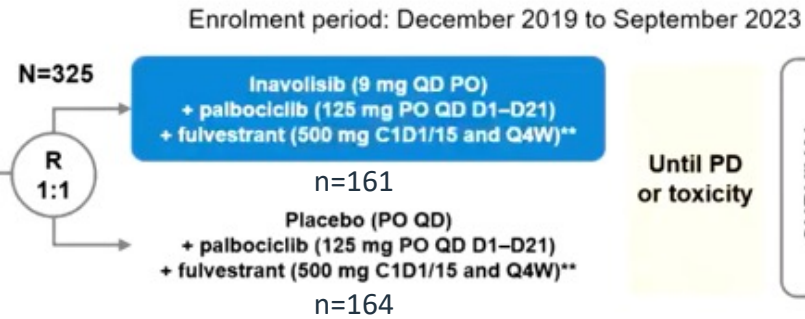 Enrolment period: December 2019 to September 2023
N=325
R
1:1
Inavolisib (9 mg QD PO)
+ palbociclib (125 mg PO QD D1–D21)
+ fulvestrant (500 mg C1D1/15 and Q4W)**
n=161
Placebo (PO QD)
+ palbociclib (125 mg PO QD D1–D21)
+ fulvestrant (500 mg C1D1/15 and Q4W)**
n=164
Until PD
or toxicity